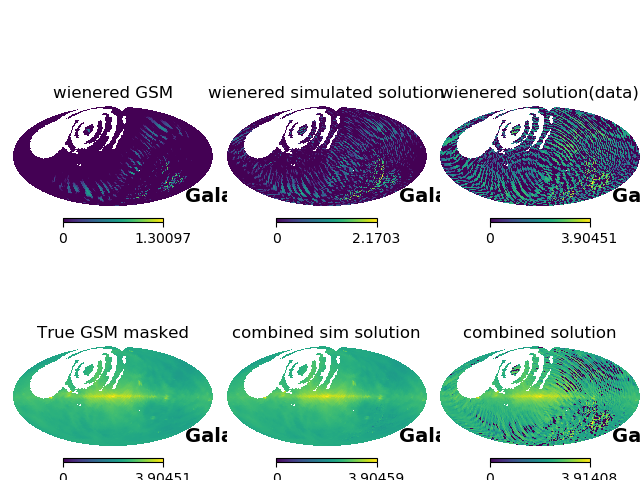 wienered GSM
wienered simulated solution
wienered solution(data)
Gala
Gala
Ga
0 1.30097
0 2.1703
0 3.90451
True GSM masked
combined sim solution
combined solution
Gala
Gala
Ga
0 3.90451
0 3.90459
0 3.91408